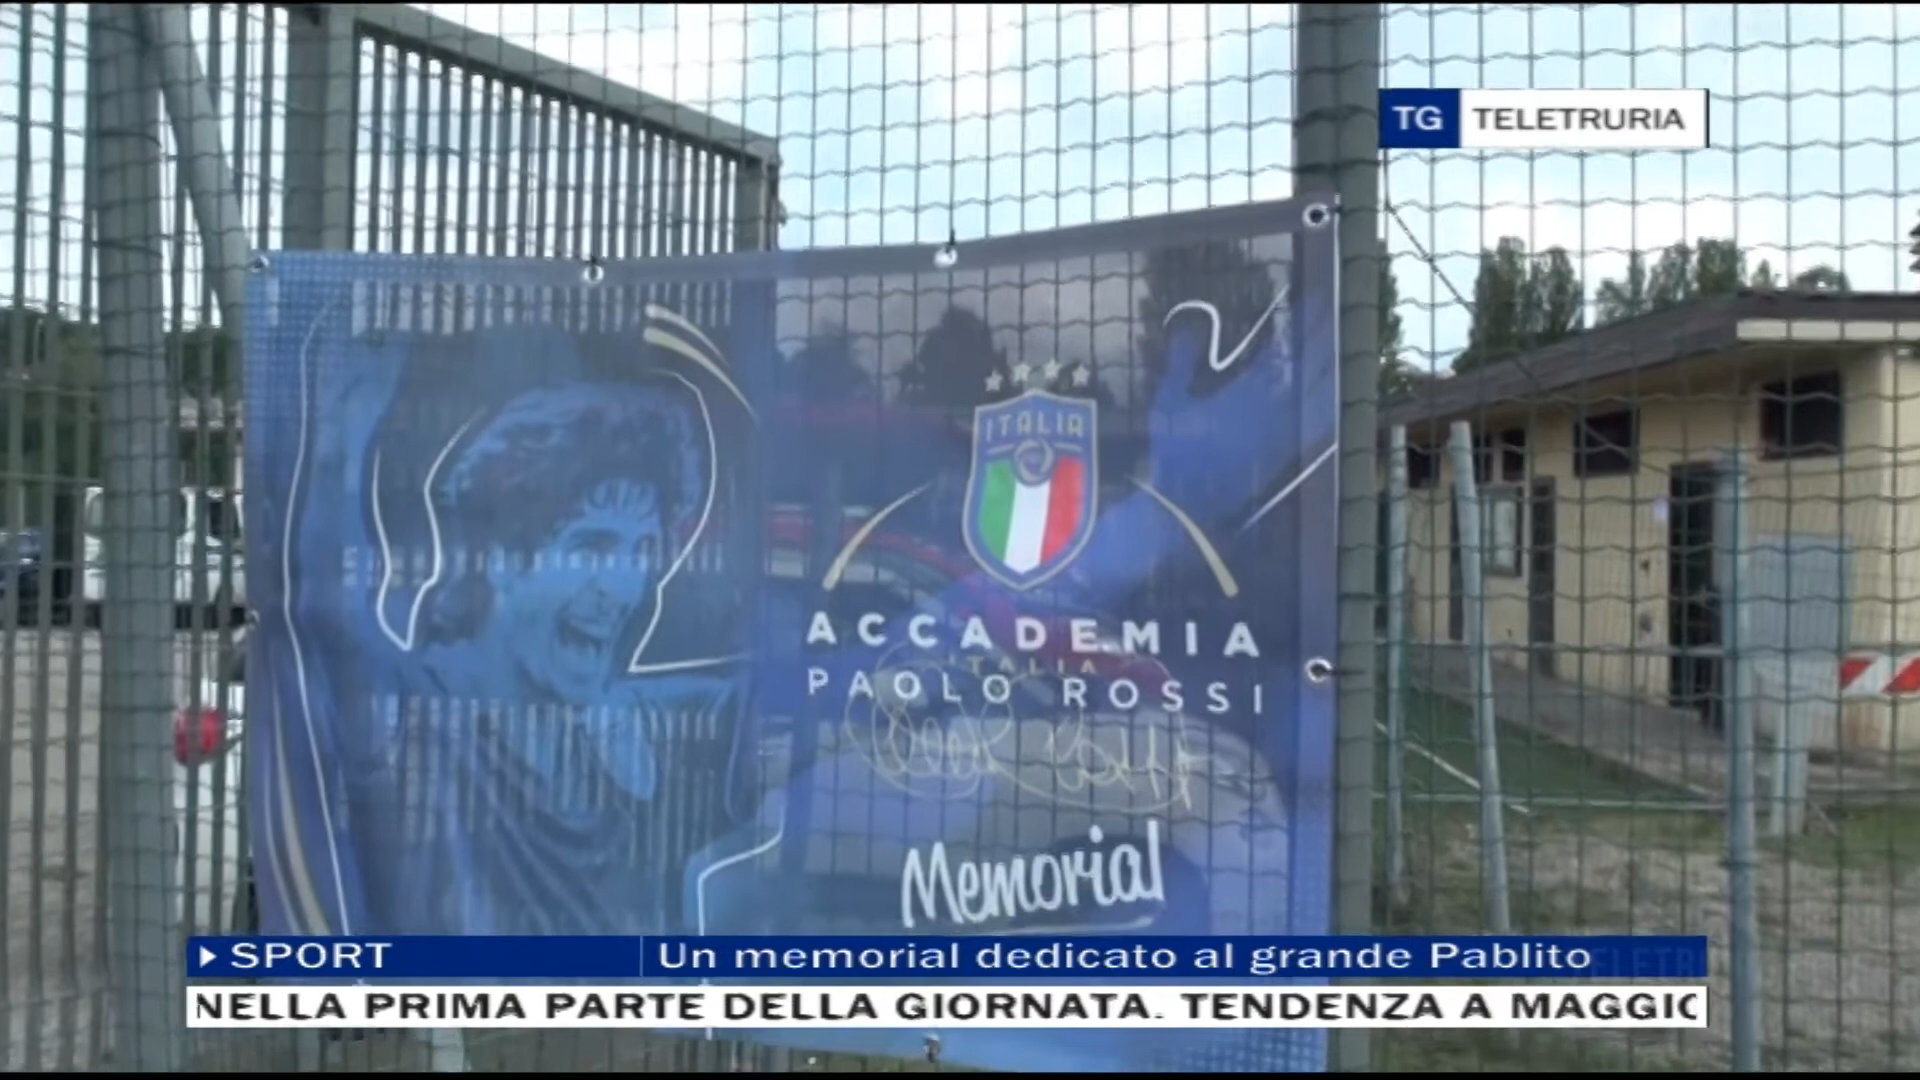 TG TELETRURIA
ITALIA
ACCADEMIA
ITALIA
PAOLO ROSSI
Memorial
SPORT Un memorial dedicato al grande Pablito
NELLA PRIMA PARTE DELLA GIORNATA. TENDENZA A MAGGIO